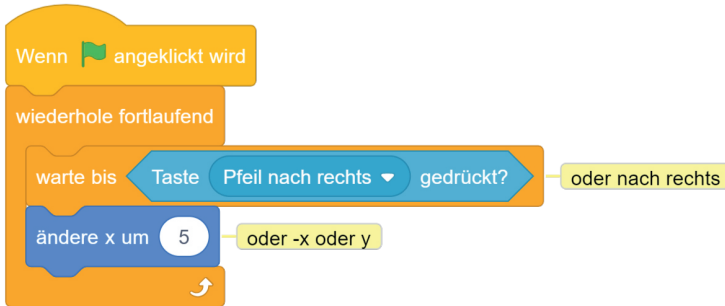 Wenn angeklickt wird
wiederhole fortlaufend
warte bis Taste Pfeil nach rechts gedrückt? oder nach rechts
ändere x um 5 oder -x oder y